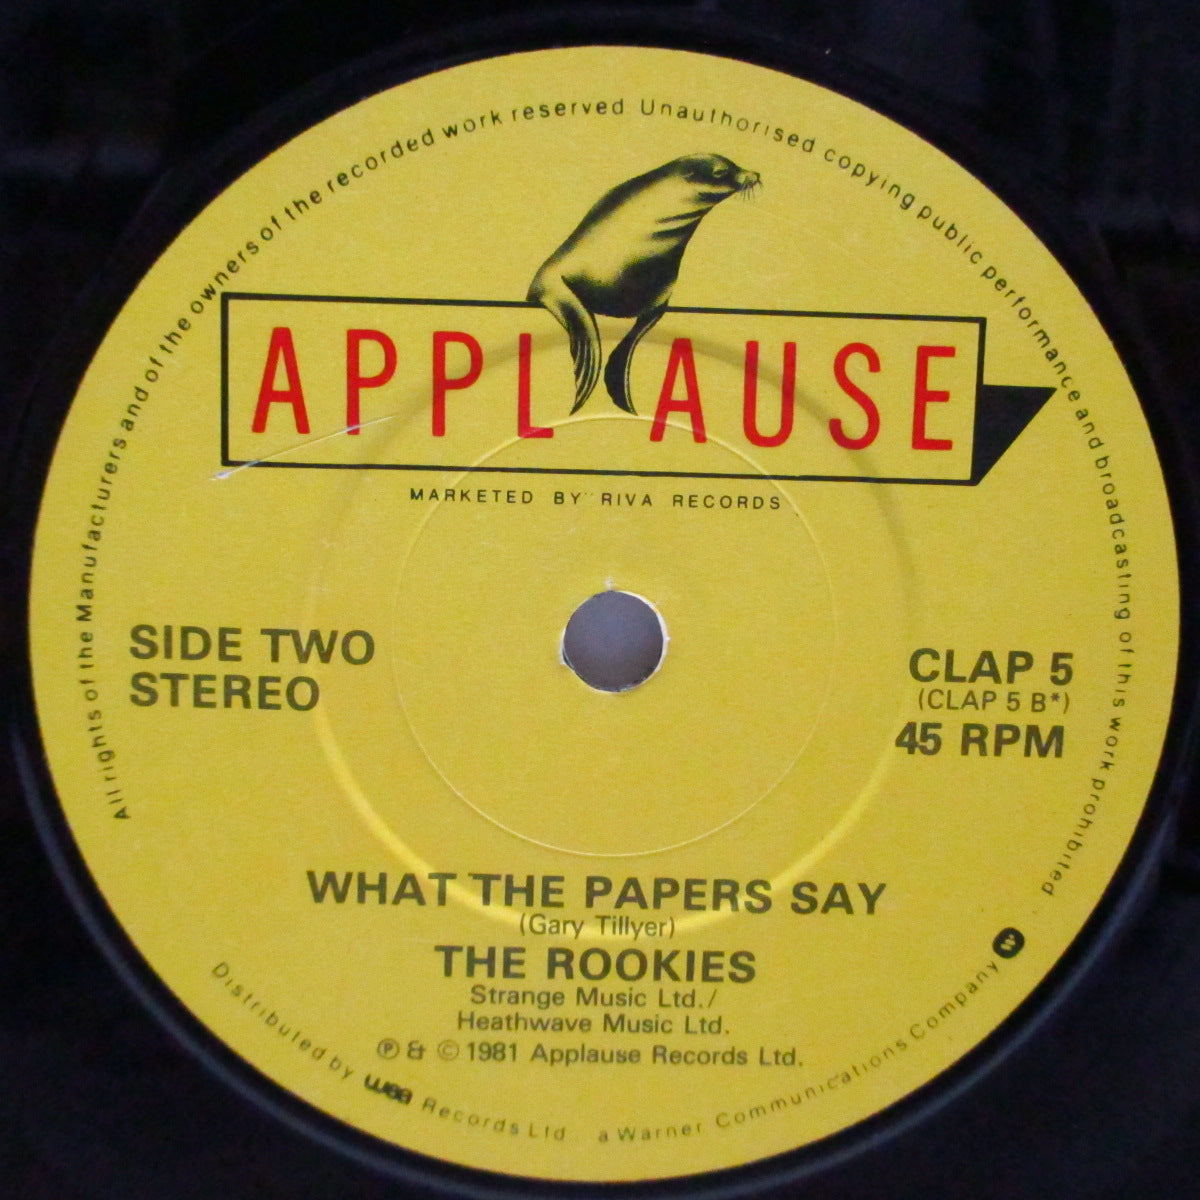 All rights of the Manufacturers and of the owners of the recorded work reserved Unauthorised copying public performance and broadcasting of this work prohibited
APPLAUSE
MARKETED BY RIVA RECORDS
SIDE TWO
STEREO
CLAP 5
(CLAP 5 B*)
45 RPM
WHAT THE PAPERS SAY
(Gary Tillyer)
THE ROOKIES
Strange Music Ltd./
Heathwave Music Ltd.
℗ & © 1981 Applause Records Ltd.
Distributed by wea Records Ltd a Warner Communications Company